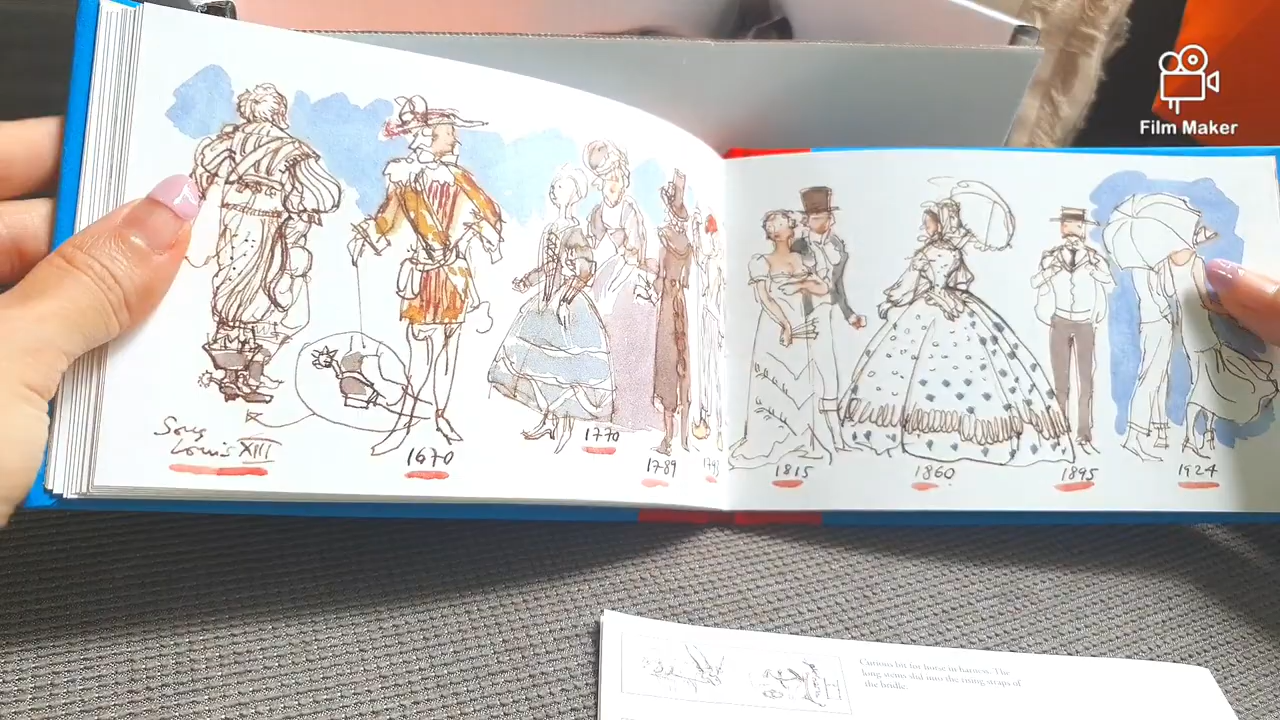 Film Maker
Sous
Louis XIII
1670
1770
1789
1815
1860
1895
1924
Curious bit for horse in harness. The
long stems slid into the rising straps of
the bridle.